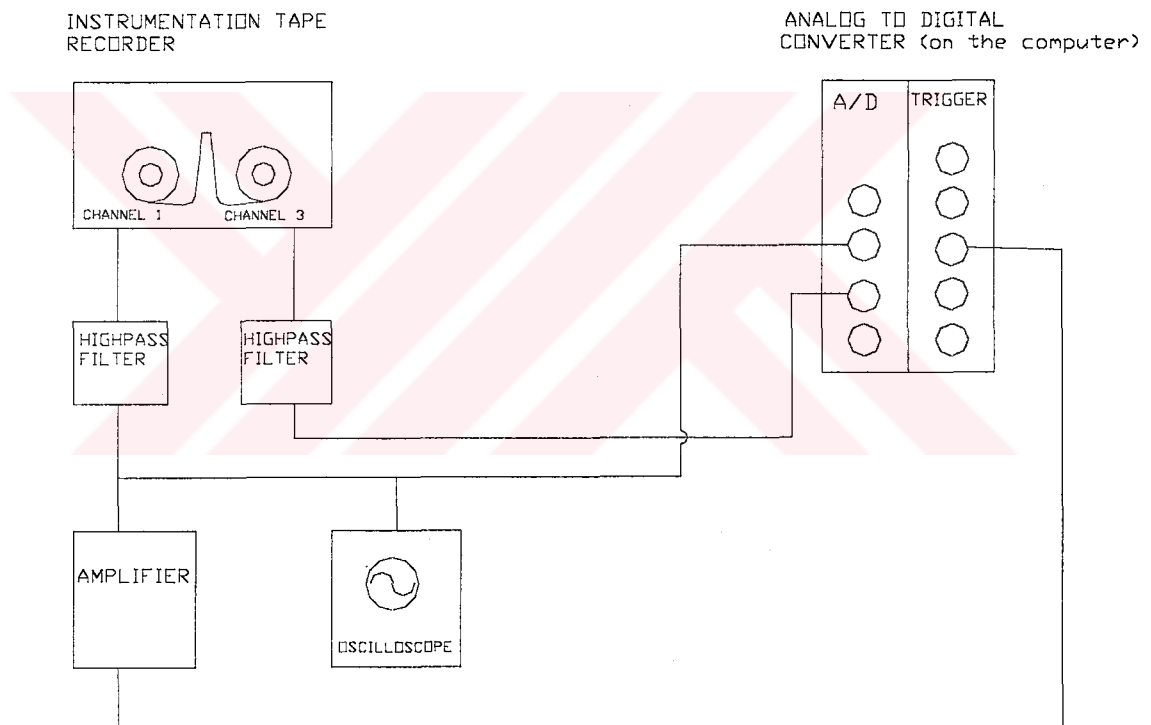 INSTRUMENTATION TAPE
RECORDER
ANALOG TO DIGITAL
CONVERTER (on the computer)
A/D
TRIGGER
CHANNEL 1
CHANNEL 3
HIGHPASS
FILTER
HIGHPASS
FILTER
AMPLIFIER
OSCILLOSCOPE